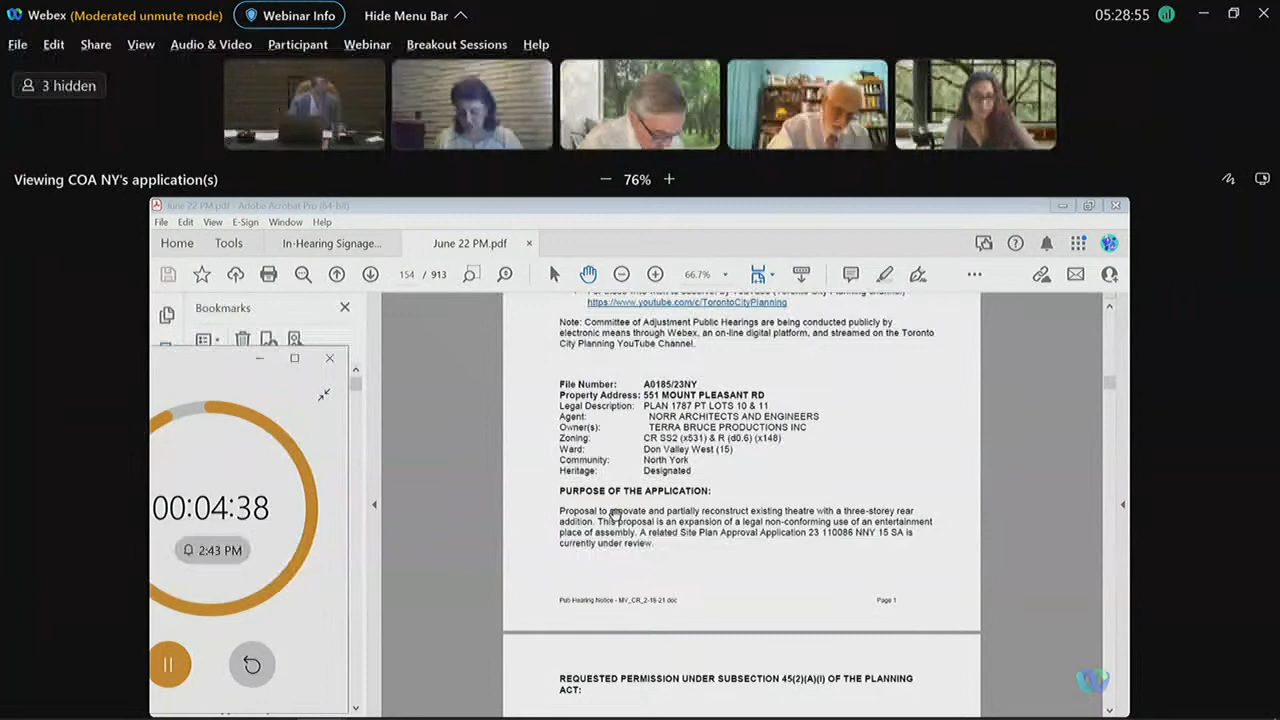 Webex (Moderated unmute mode) Webinar Info Hide Menu Bar 05:28:55
File Edit Share View Audio & Video Participant Webinar Breakout Sessions Help
3 hidden
Viewing COA NY's application(s) 76%
June 22 PM.pdf - Adobe Acrobat Pro (64-bit)
File Edit View E-Sign Window Help
Home Tools In-Hearing Signage... June 22 PM.pdf
154 / 913 66.7%
Bookmarks
https://www.youtube.com/c/TorontoCityPlanning
Note: Committee of Adjustment Public Hearings are being conducted publicly by
electronic means through Webex, an on-line digital platform, and streamed on the Toronto
City Planning YouTube Channel.
File Number: A0185/23NY
Property Address: 551 MOUNT PLEASANT RD
Legal Description: PLAN 1787 PT LOTS 10 & 11
Agent: NORR ARCHITECTS AND ENGINEERS
Owner(s): TERRA BRUCE PRODUCTIONS INC
Zoning: CR SS2 (x531) & R (d0.6) (x148)
Ward: Don Valley West (15)
Community: North York
Heritage: Designated
PURPOSE OF THE APPLICATION:
Proposal to renovate and partially reconstruct existing theatre with a three-storey rear
addition. This proposal is an expansion of a legal non-conforming use of an entertainment
place of assembly. A related Site Plan Approval Application 23 110086 NNY 15 SA is
currently under review.
Pub Hearing Notice - MV_CR_2-18-21.doc Page 1
REQUESTED PERMISSION UNDER SUBSECTION 45(2)(A)(I) OF THE PLANNING
ACT:
00:04:38
2:43 PM